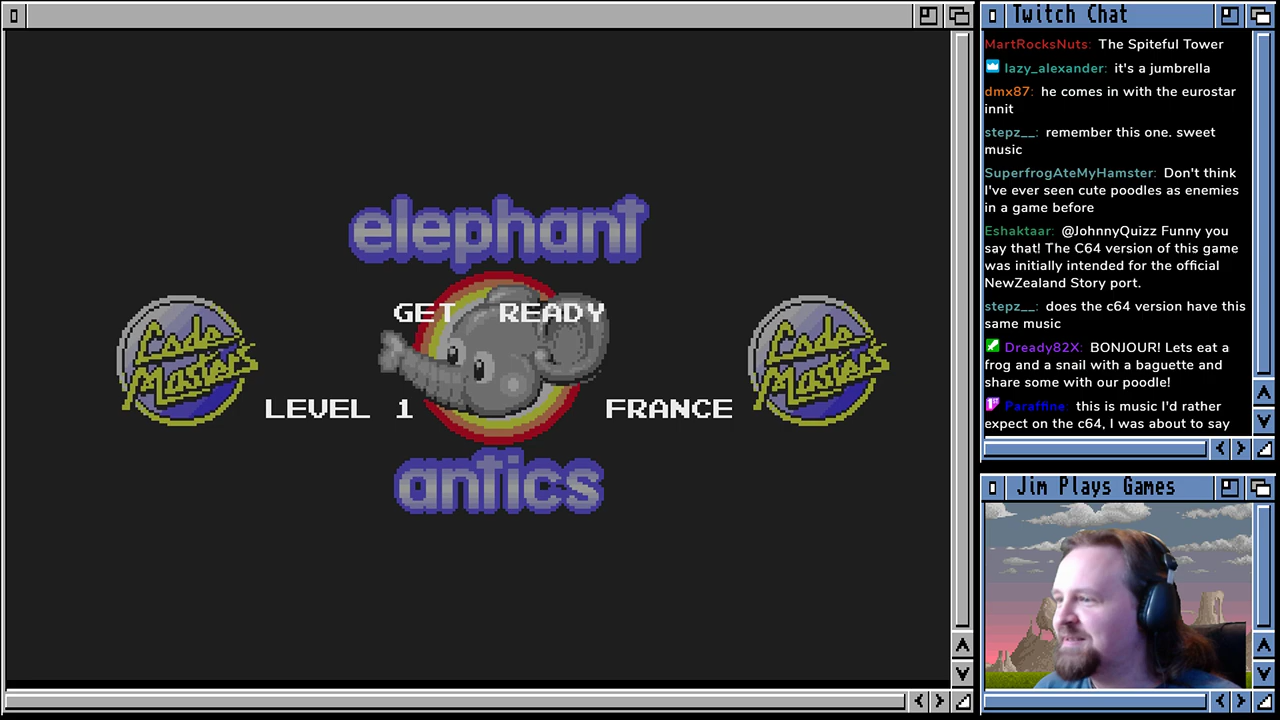 elephant
GET READY
Code Masters
Code Masters
LEVEL 1
FRANCE
antics
Twitch Chat
MartRocksNuts: The Spiteful Tower
lazy_alexander: it's a jumbrella
dmx87: he comes in with the eurostar
innit
stepz__: remember this one. sweet
music
SuperfrogAteMyHamster: Don't think
I've ever seen cute poodles as enemies
in a game before
Eshaktaar: @JohnnyQuizz Funny you
say that! The C64 version of this game
was initially intended for the official
NewZealand Story port.
stepz__: does the c64 version have this
same music
Dready82X: BONJOUR! Lets eat a
frog and a snail with a baguette and
share some with our poodle!
Paraffine: this is music I'd rather
expect on the c64, I was about to say
Jim Plays Games